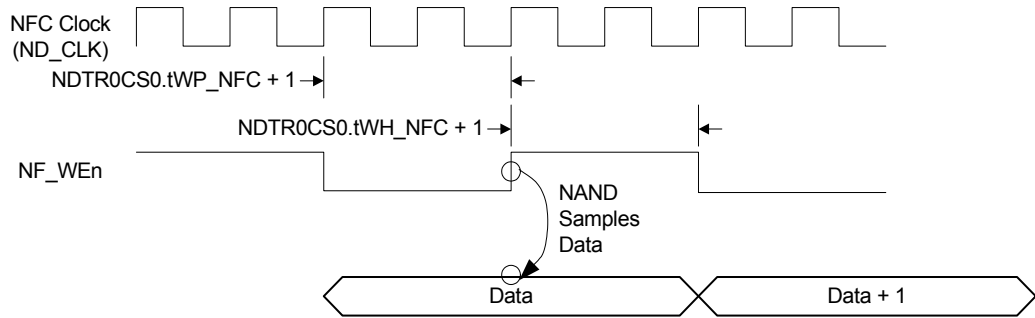 NFC Clock
(ND_CLK)
NDTR0CS0.tWP_NFC + 1
NDTR0CS0.tWH_NFC + 1
NF_WEn
NAND
Samples
Data
Data
Data + 1